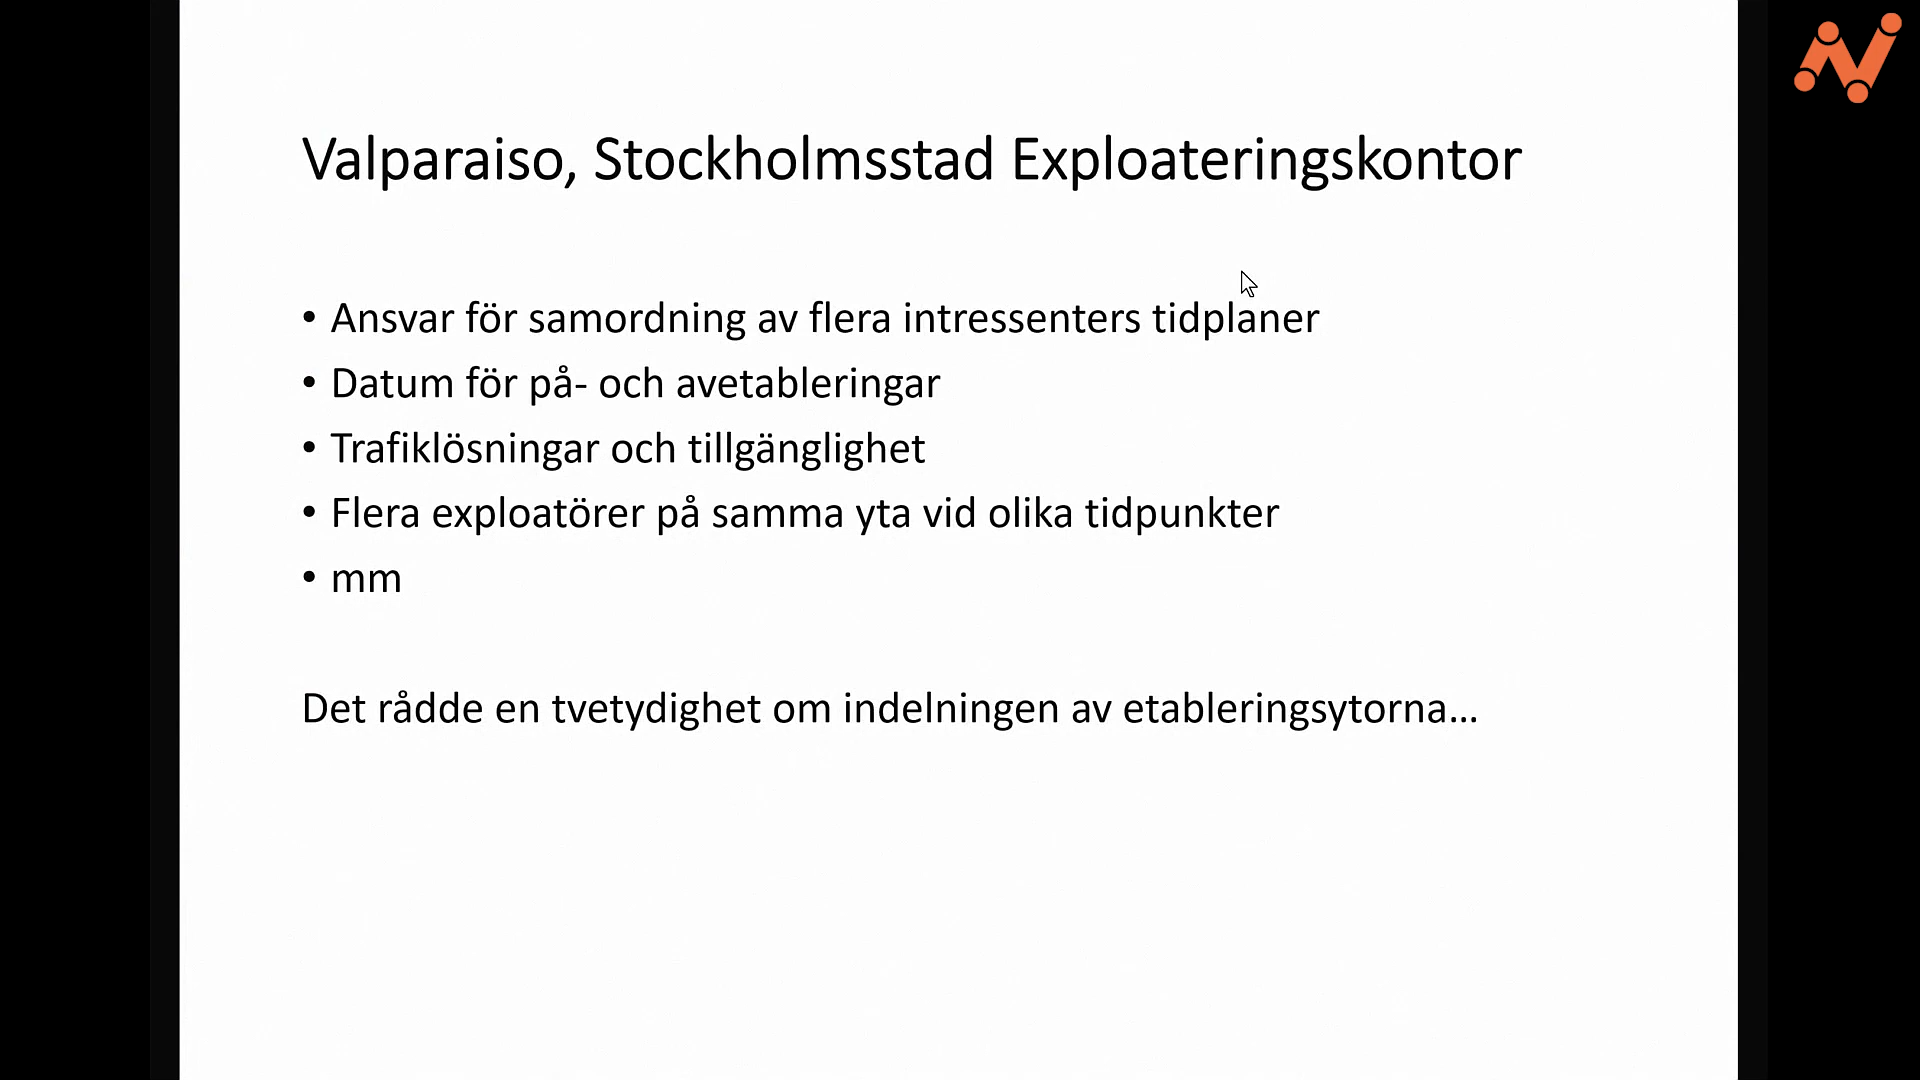 Valparaiso, Stockholmsstad Exploateringskontor
• Ansvar för samordning av flera intressenters tidplaner
• Datum för på- och avetableringar
• Trafiklösningar och tillgänglighet
• Flera exploatörer på samma yta vid olika tidpunkter
• mm
Det rådde en tvetydighet om indelningen av etableringsytorna…